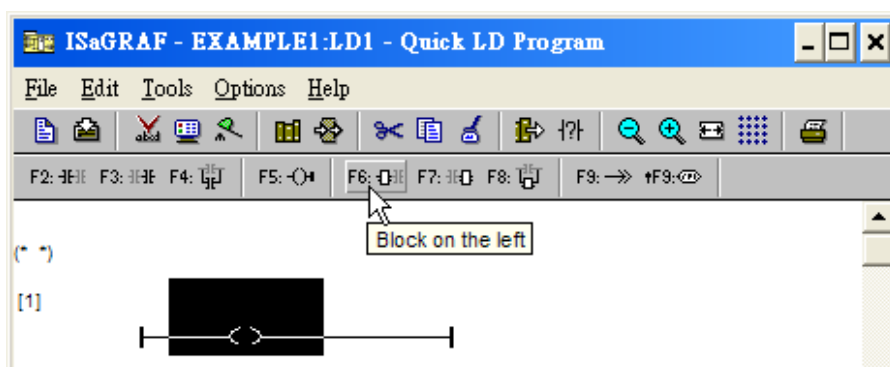 ISaGRAF - EXAMPLE1:LD1 - Quick LD Program
File Edit Tools Options Help
F2: F3: F4: F5: F6: F7: F8: F9: F9:
Block on the left
(* *)
[1]